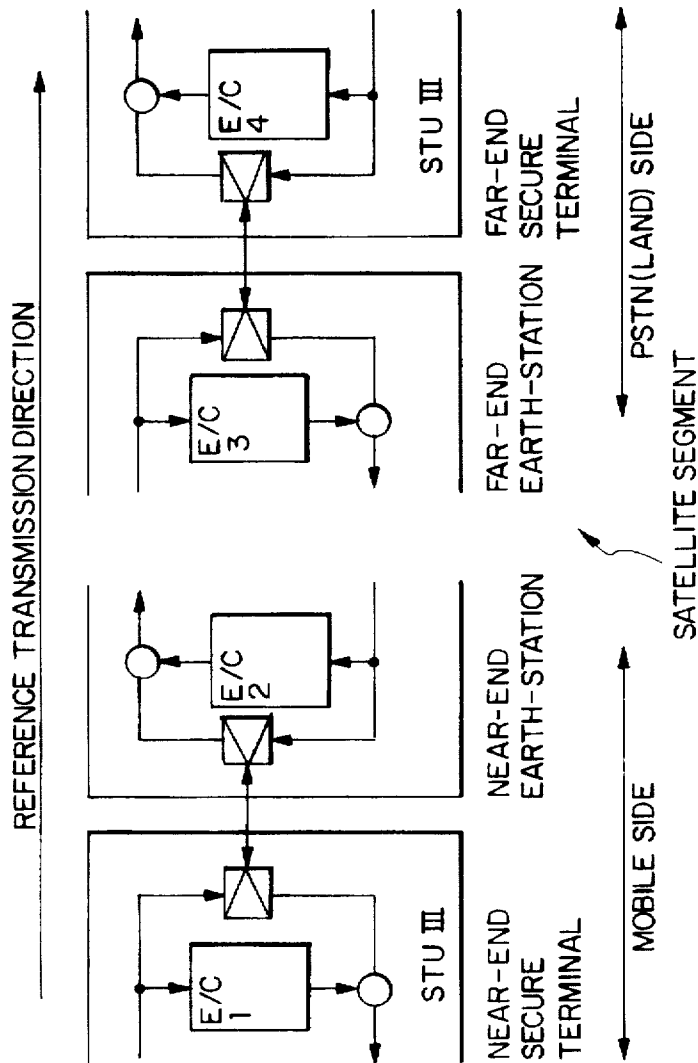 REFERENCE TRANSMISSION DIRECTION
E/C
1
STU III
E/C
2
E/C
3
E/C
4
STU III
NEAR-END
SECURE
TERMINAL
NEAR-END
EARTH-STATION
FAR-END
EARTH-STATION
FAR-END
SECURE
TERMINAL
MOBILE SIDE
SATELLITE SEGMENT
PSTN(LAND) SIDE